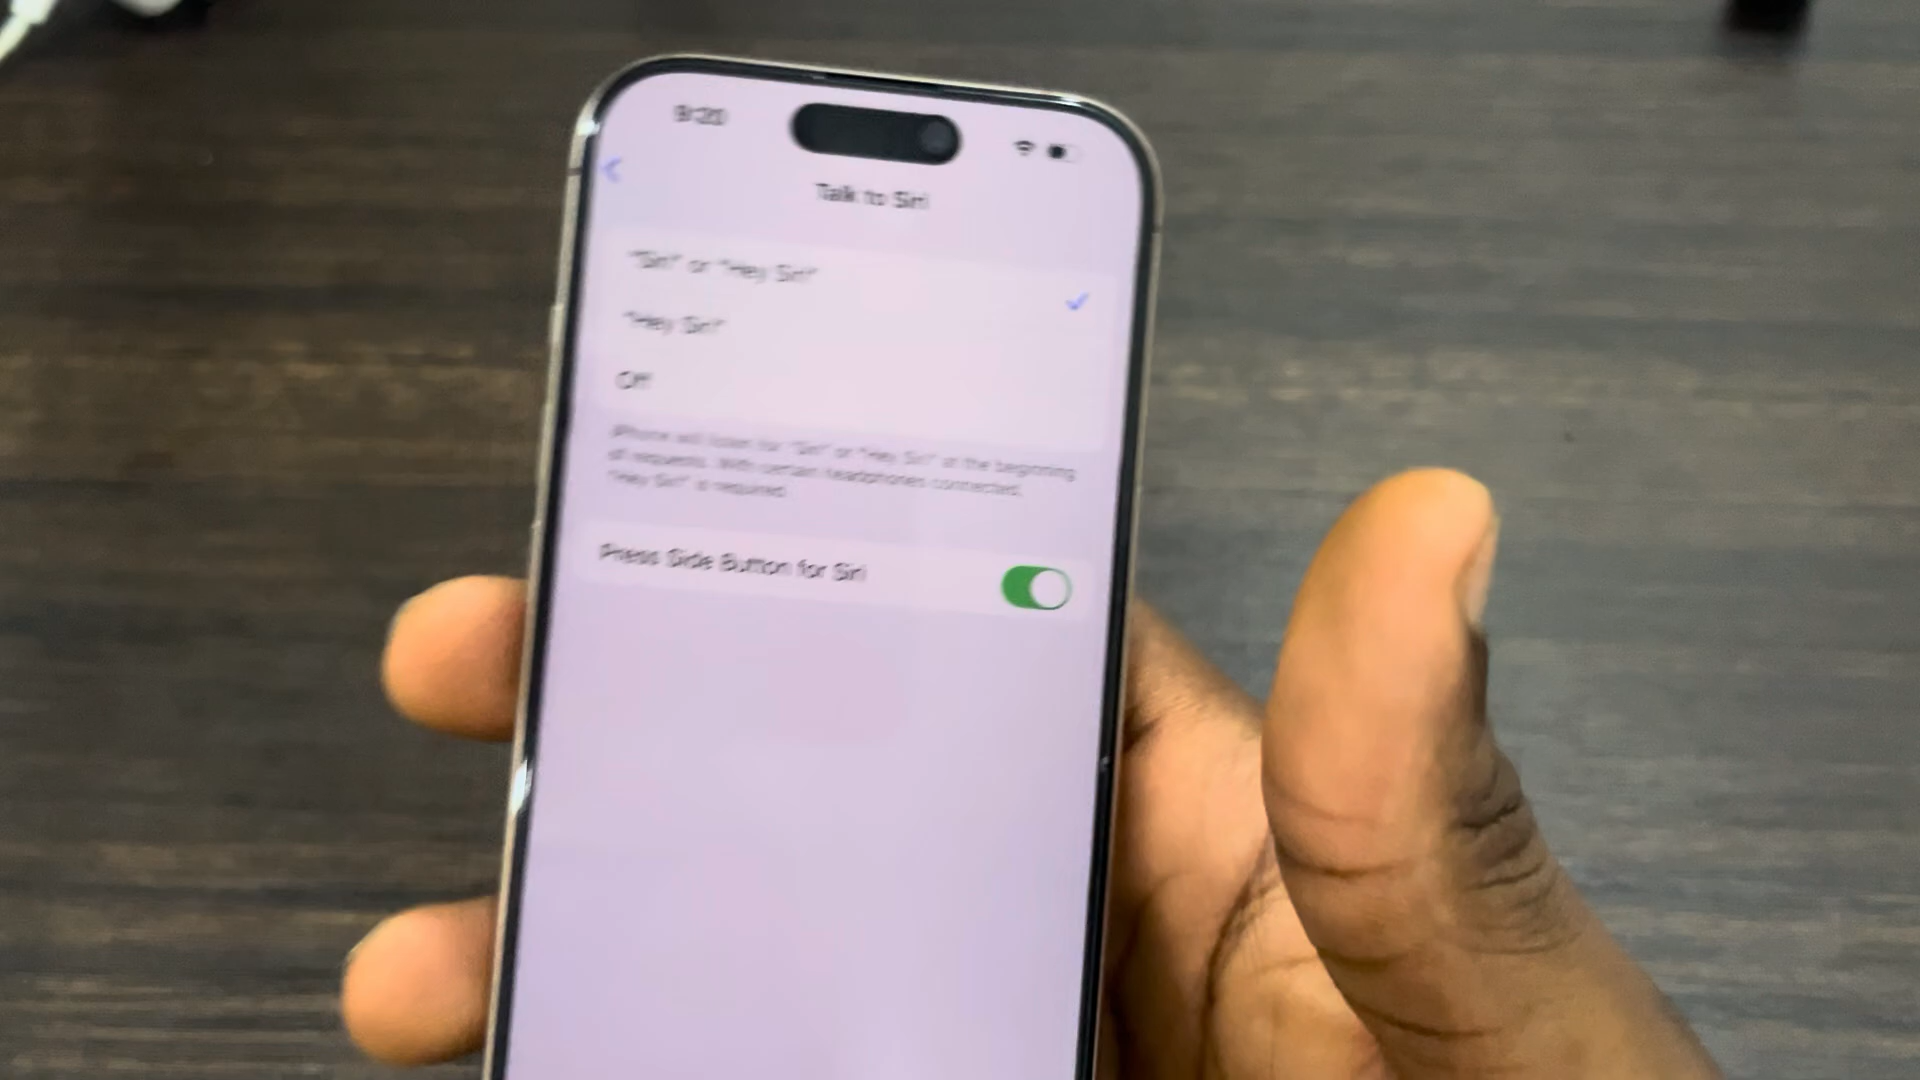 9:20
Talk to Siri
"Siri" or "Hey Siri"
"Hey Siri"
Off
iPhone will listen for "Siri" or "Hey Siri" at the beginning
of requests. With certain headphones connected,
"Hey Siri" is required.
Press Side Button for Siri